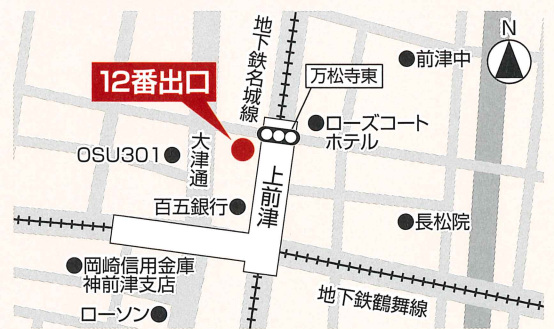 N
地下鉄名城線
前津中
12番出口
万松寺東
ローズコート
ホテル
大津通
OSU301
上前津
百五銀行
長松院
岡崎信用金庫
神前津支店
地下鉄鶴舞線
ローソン